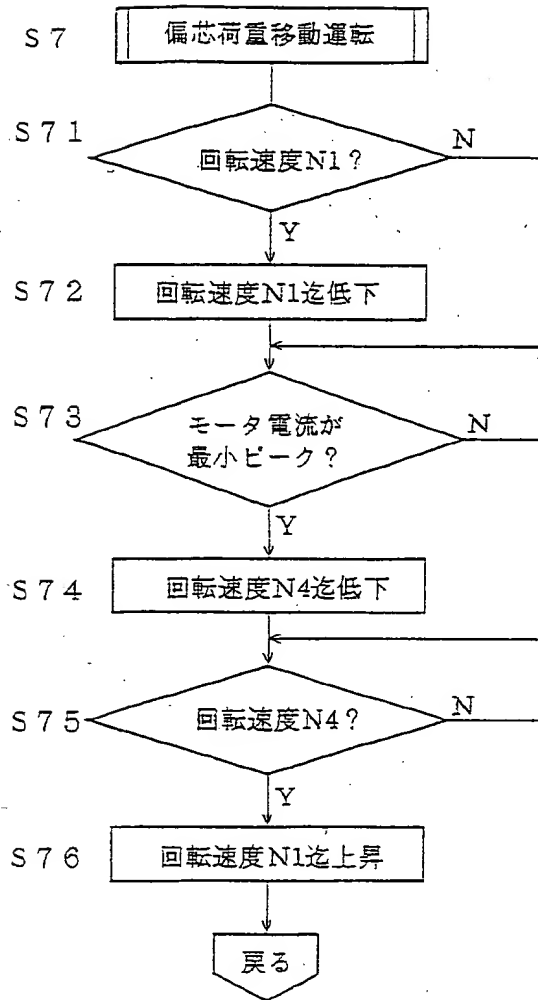 S7
偏芯荷重移動運転
S71
回転速度N1?
N
Y
S72
回転速度N1迄低下
S73
モータ電流が
最小ピーク?
N
Y
S74
回転速度N4迄低下
S75
回転速度N4?
N
Y
S76
回転速度N1迄上昇
戻る